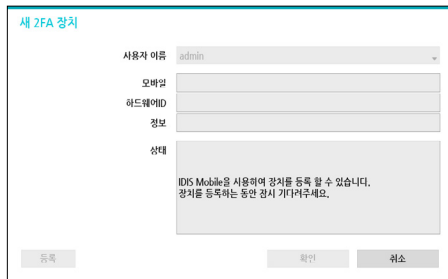 새 2FA 장치
사용자 이름 admin
모바일
하드웨어ID
정보
상태
IDIS Mobile을 사용하여 장치를 등록 할 수 있습니다.
장치를 등록하는 동안 잠시 기다려주세요.
등록 확인 취소